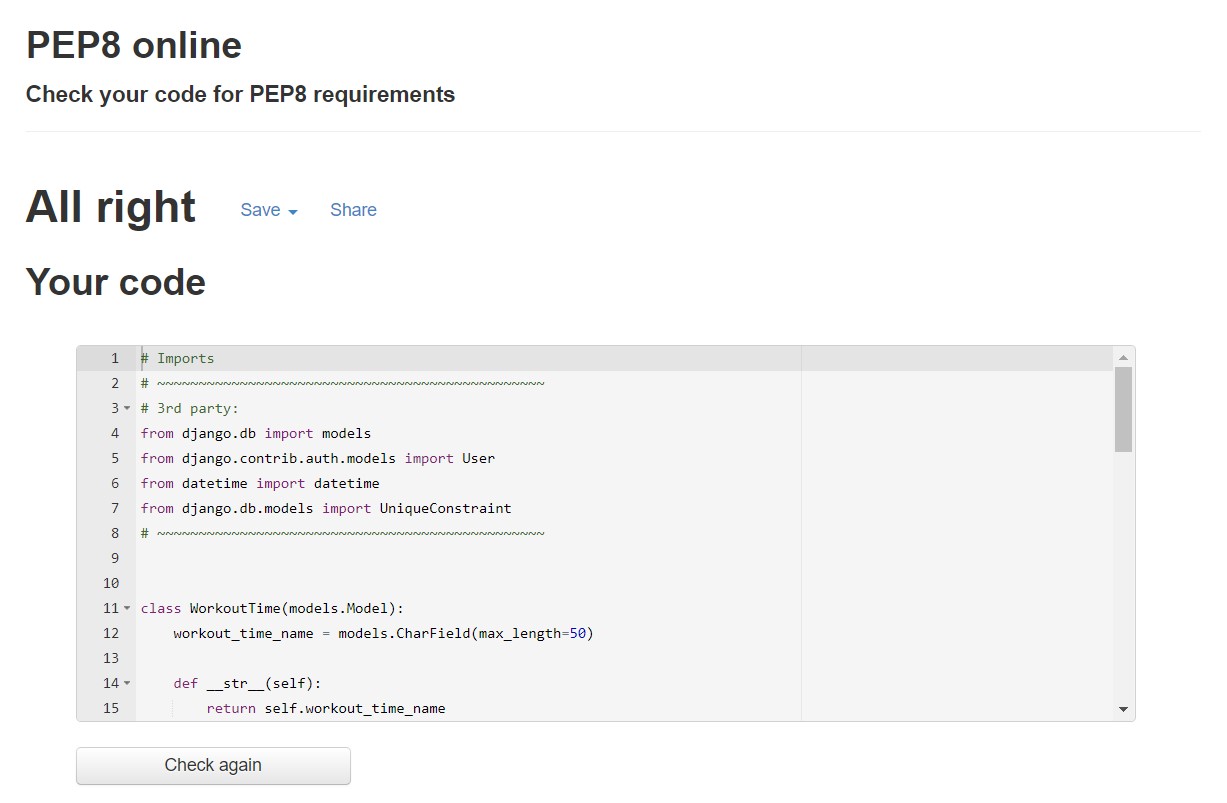 PEP8 online
Check your code for PEP8 requirements
All right Save Share
Your code
1 # Imports
2 # ~~~~~~~~~~~~~~~~~~~~~~~~~~~~~~~~~~~~~~~~~~~~~~~
3 # 3rd party:
4 from django.db import models
5 from django.contrib.auth.models import User
6 from datetime import datetime
7 from django.db.models import UniqueConstraint
8 # ~~~~~~~~~~~~~~~~~~~~~~~~~~~~~~~~~~~~~~~~~~~~~~~
9
10
11 class WorkoutTime(models.Model):
12     workout_time_name = models.CharField(max_length=50)
13
14     def __str__(self):
15         return self.workout_time_name
Check again